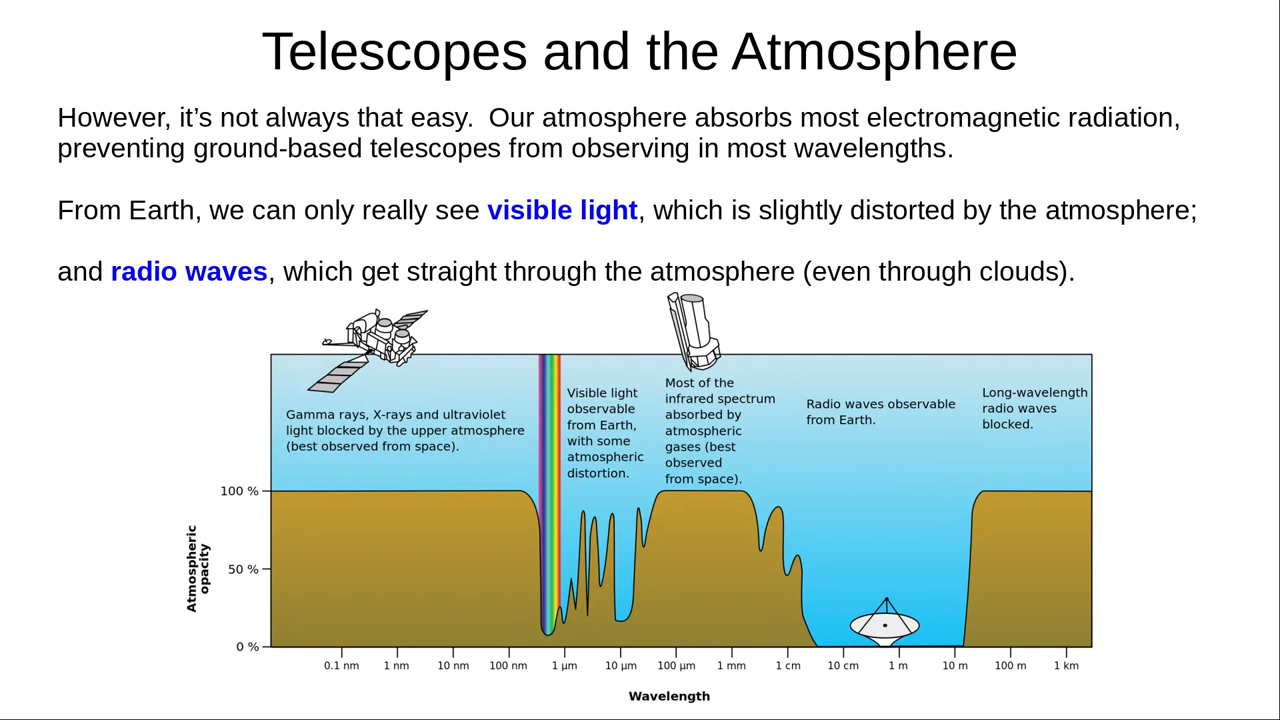 Telescopes and the Atmosphere
However, it’s not always that easy.  Our atmosphere absorbs most electromagnetic radiation,
preventing ground-based telescopes from observing in most wavelengths.
From Earth, we can only really see visible light, which is slightly distorted by the atmosphere;
and radio waves, which get straight through the atmosphere (even through clouds).
Gamma rays, X-rays and ultraviolet
light blocked by the upper atmosphere
(best observed from space).
Visible light
observable
from Earth,
with some
atmospheric
distortion.
Most of the
infrared spectrum
absorbed by
atmospheric
gases (best
observed
from space).
Radio waves observable
from Earth.
Long-wavelength
radio waves
blocked.
Atmospheric
opacity
100 %
50 %
0 %
0.1 nm
1 nm
10 nm
100 nm
1 μm
10 μm
100 μm
1 mm
1 cm
10 cm
1 m
10 m
100 m
1 km
Wavelength